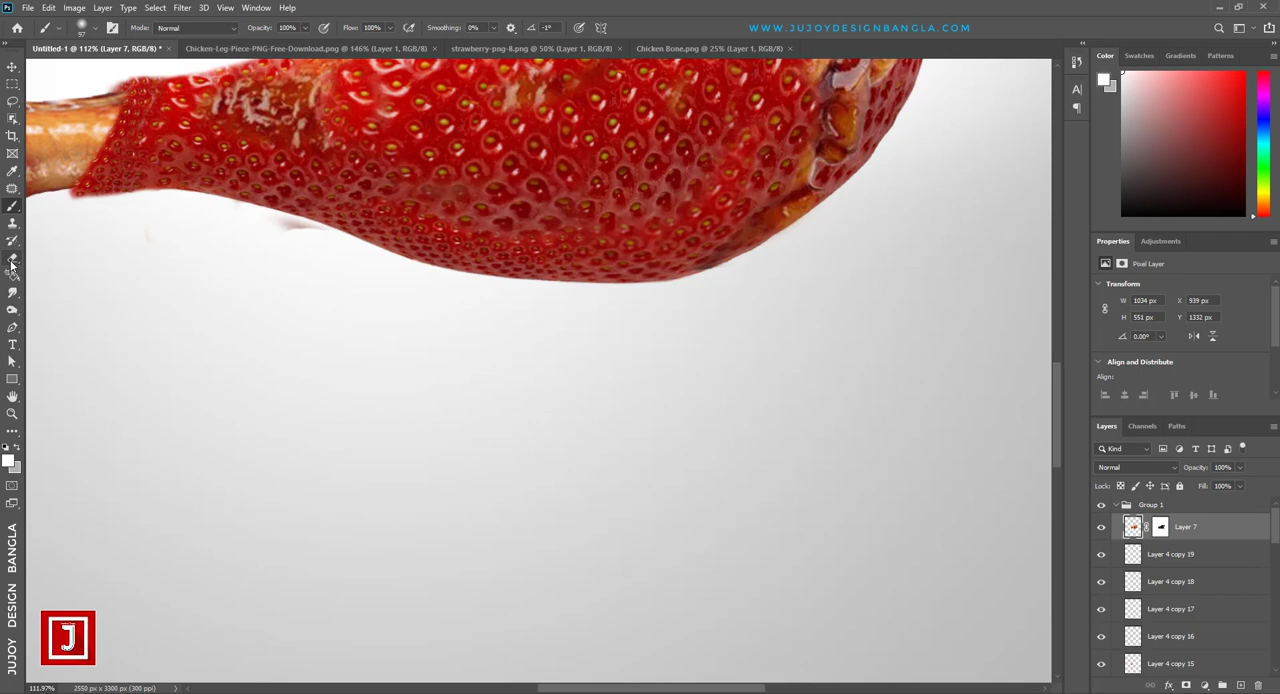 Ps File Edit Image Layer Type Select Filter 3D View Window Help
97 Mode: Normal Opacity: 100% Flow: 100% Smoothing: 0% -1° WWW.JUJOYDESIGNBANGLA.COM
Untitled-1 @ 112% (Layer 7, RGB/8) * × Chicken-Leg-Piece-PNG-Free-Download.png @ 146% (Layer 1, RGB/8) × strawberry-png-8.png @ 50% (Layer 1, RGB/8) × Chicken Bone.png @ 25% (Layer 1, RGB/8) ×
Color Swatches Gradients Patterns
Properties Adjustments
Pixel Layer
Transform
W 1034 px X 939 px
H 551 px Y 1332 px
0.00°
Align and Distribute
Align:
Layers Channels Paths
Kind
Normal Opacity: 100%
Lock: Fill: 100%
Group 1
Layer 7
Layer 4 copy 19
Layer 4 copy 18
Layer 4 copy 17
Layer 4 copy 16
Layer 4 copy 15
JUJOY DESIGN BANGLA
J
111.97% 2550 px x 3300 px (300 ppi)